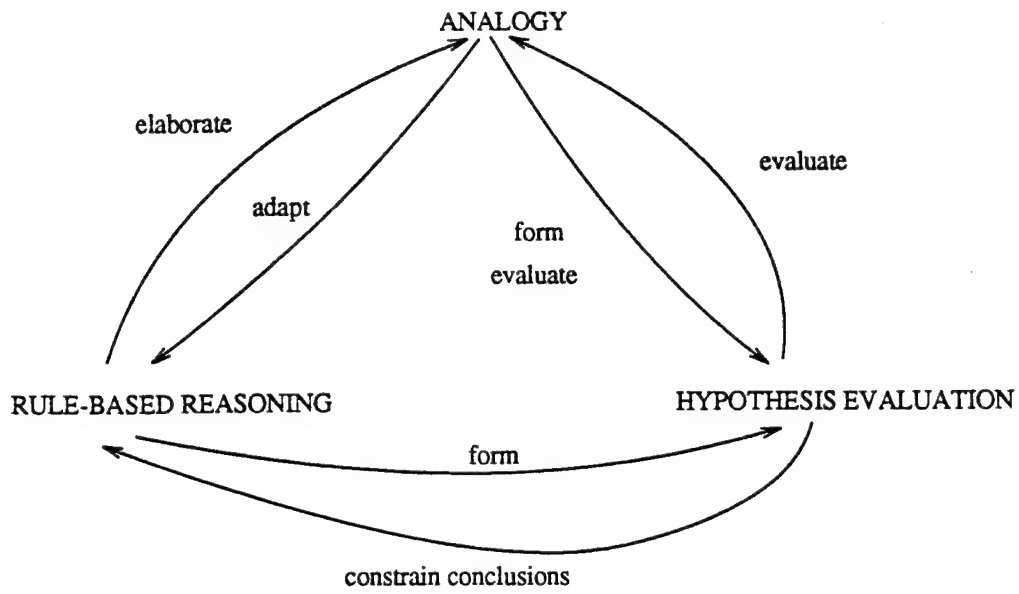 ANALOGY
elaborate
evaluate
adapt
form
evaluate
RULE-BASED REASONING
HYPOTHESIS EVALUATION
form
constrain conclusions